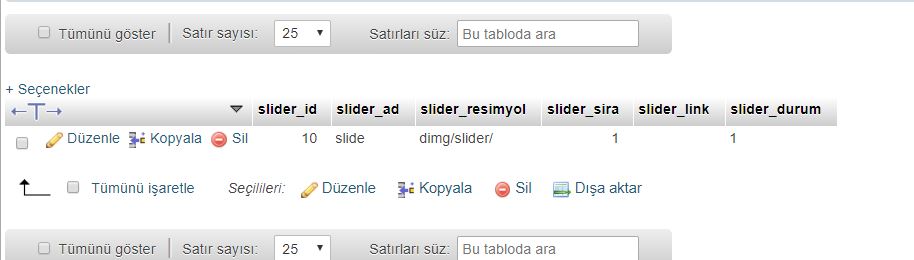 Tümünü göster Satır sayısı: 25 Satırları süz: Bu tabloda ara
+ Seçenekler
←T→ slider_id slider_ad slider_resimyol slider_sira slider_link slider_durum
Düzenle Kopyala Sil 10 slide dimg/slider/ 1 1
Tümünü işaretle Seçilileri: Düzenle Kopyala Sil Dışa aktar
Tümünü göster Satır sayısı: 25 Satırları süz: Bu tabloda ara